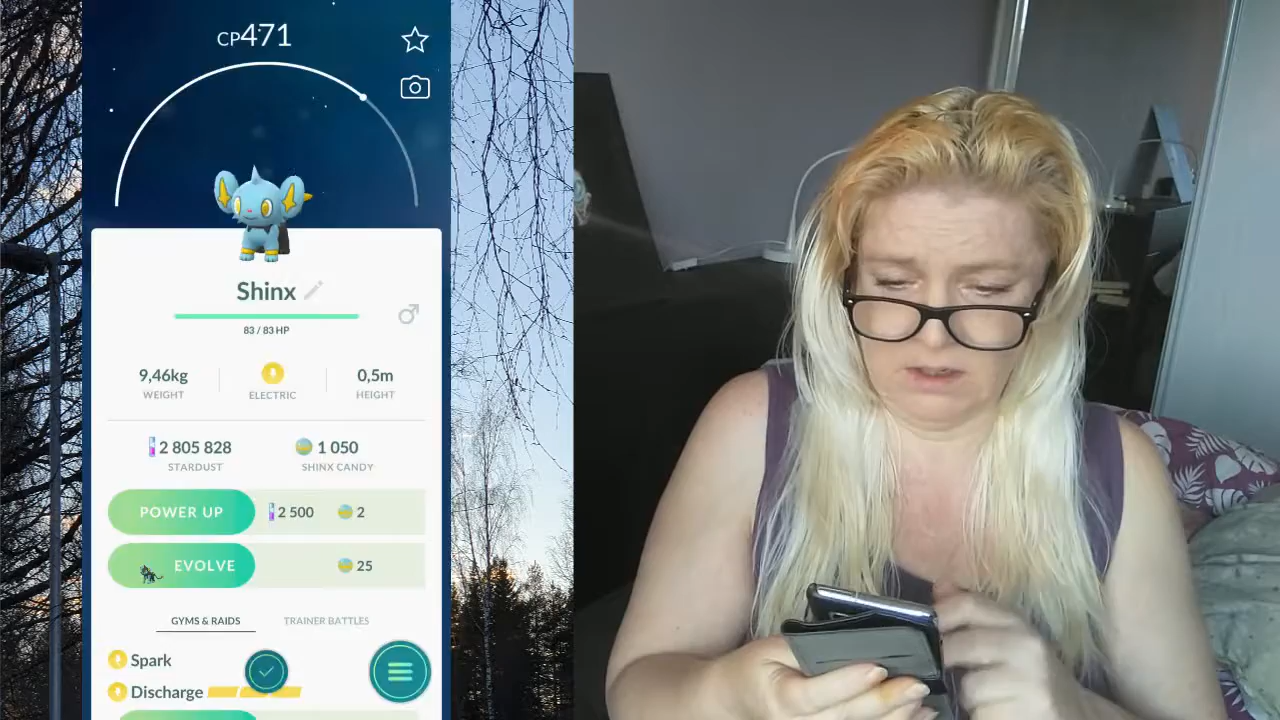 CP471
Shinx
83 / 83 HP
9,46kg
WEIGHT
ELECTRIC
0,5m
HEIGHT
2 805 828
STARDUST
1 050
SHINX CANDY
POWER UP 2 500 2
EVOLVE 25
GYMS & RAIDS TRAINER BATTLES
Spark
Discharge